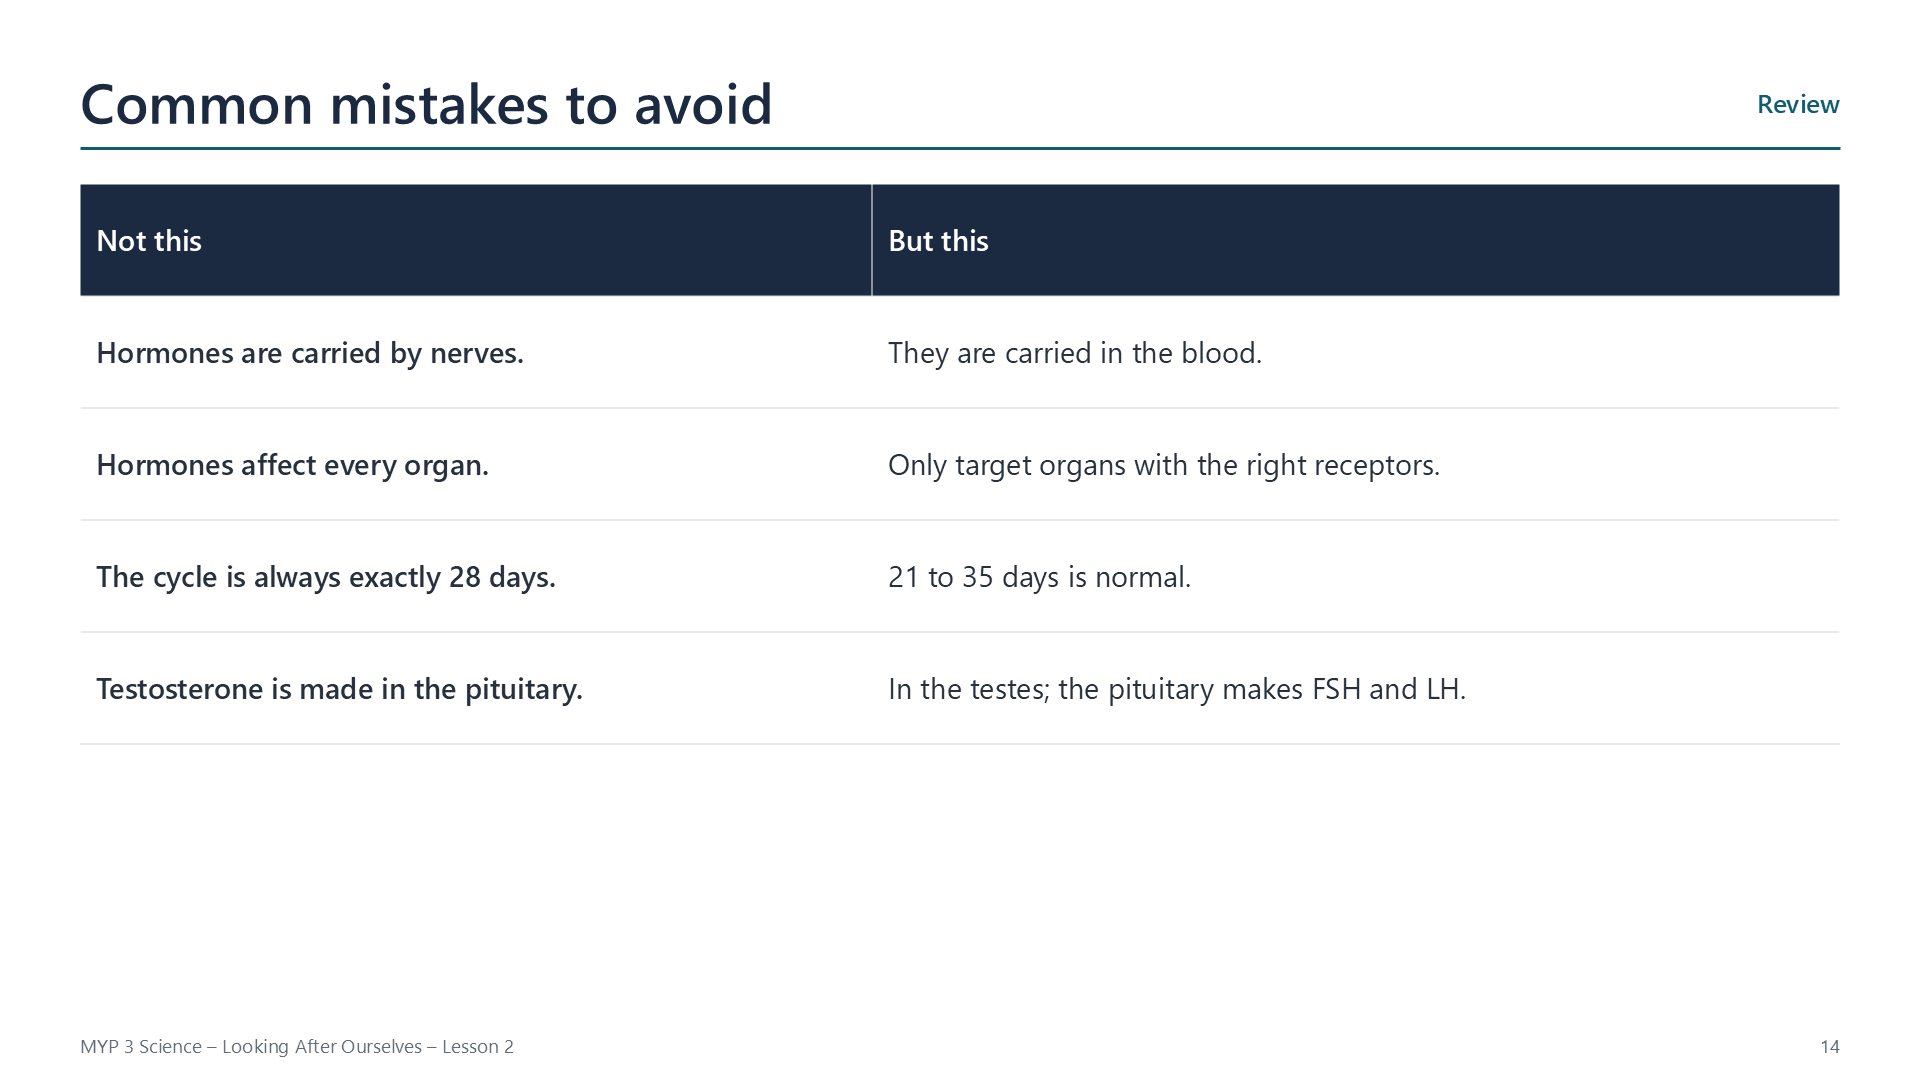 Common mistakes to avoid
Review
Not this
But this
Hormones are carried by nerves.
They are carried in the blood.
Hormones affect every organ.
Only target organs with the right receptors.
The cycle is always exactly 28 days.
21 to 35 days is normal.
Testosterone is made in the pituitary.
In the testes; the pituitary makes FSH and LH.
MYP 3 Science – Looking After Ourselves – Lesson 2
14